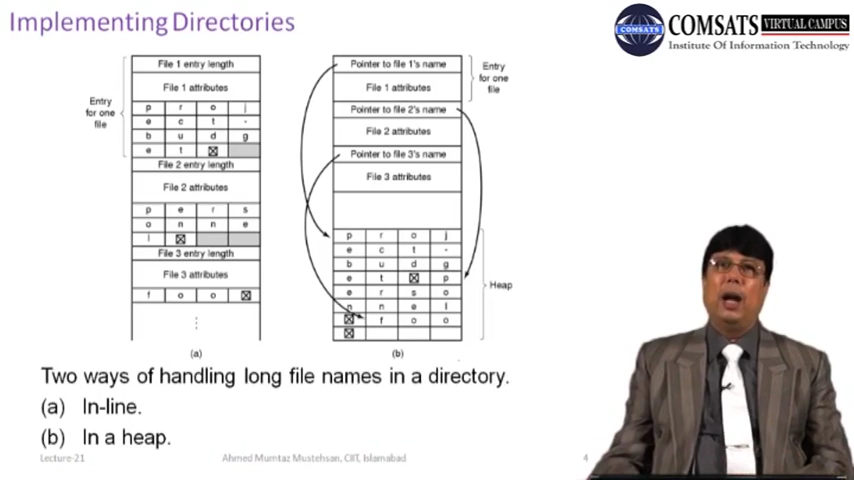 Implementing Directories
COMSATS VIRTUAL CAMPUS
Institute Of Information Technology
Entry
for one
file
File 1 entry length
File 1 attributes
p r o j
e c t -
b u d g
e t
File 2 entry length
File 2 attributes
p e r s
o n n e
l
File 3 entry length
File 3 attributes
f o o
(a)
Pointer to file 1's name
File 1 attributes
Pointer to file 2's name
File 2 attributes
Pointer to file 3's name
File 3 attributes
Entry
for one
file
p r o j
e c t -
b u d g
e t p
e r s o
n n e l
f o o
Heap
(b)
Two ways of handling long file names in a directory.
(a) In-line.
(b) In a heap.
Lecture-21
Ahmed Mumtaz Mustehsan, CIIT, Islamabad
4